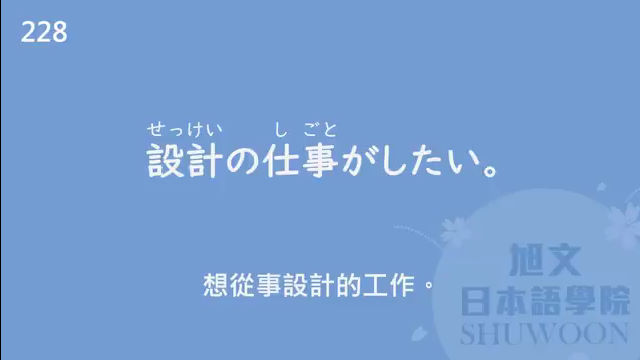 228
せっけい し ごと
設計の仕事がしたい。
想從事設計的工作。
旭文
日本語學院
SHUWOON